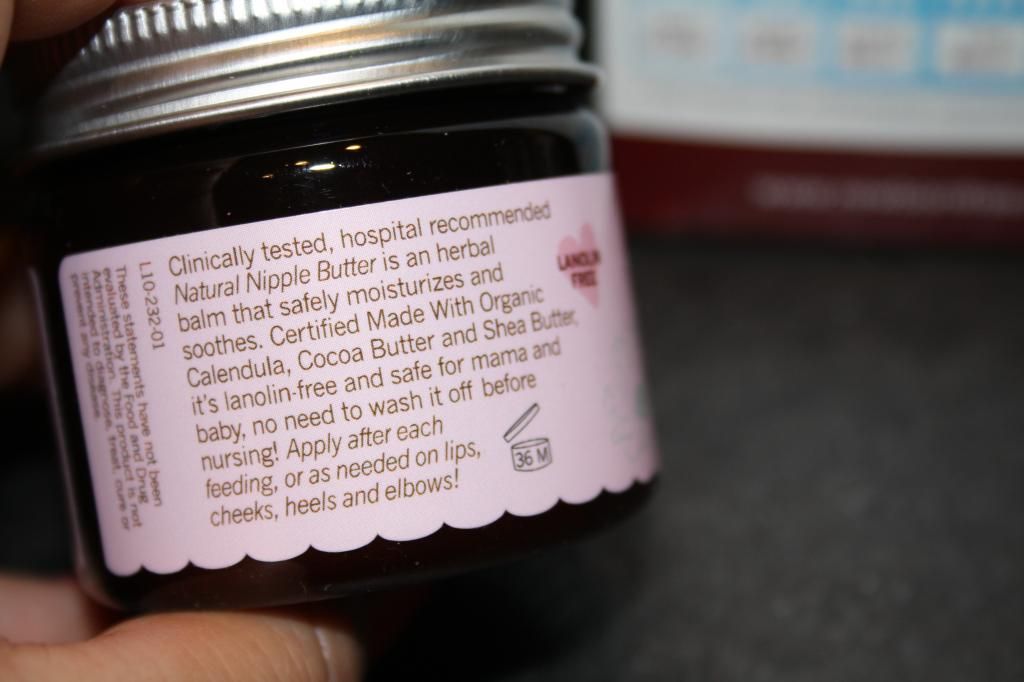 Clinically tested, hospital recommended
Natural Nipple Butter is an herbal
balm that safely moisturizes and
soothes. Certified Made With Organic
Calendula, Cocoa Butter and Shea Butter,
it's lanolin-free and safe for mama and
baby, no need to wash it off before
nursing! Apply after each
feeding, or as needed on lips,
cheeks, heels and elbows!
LANOLIN
FREE
36 M
L10-232-01
These statements have not been
evaluated by the Food and Drug
Administration. This product is not
intended to diagnose, treat, cure or
prevent any disease.